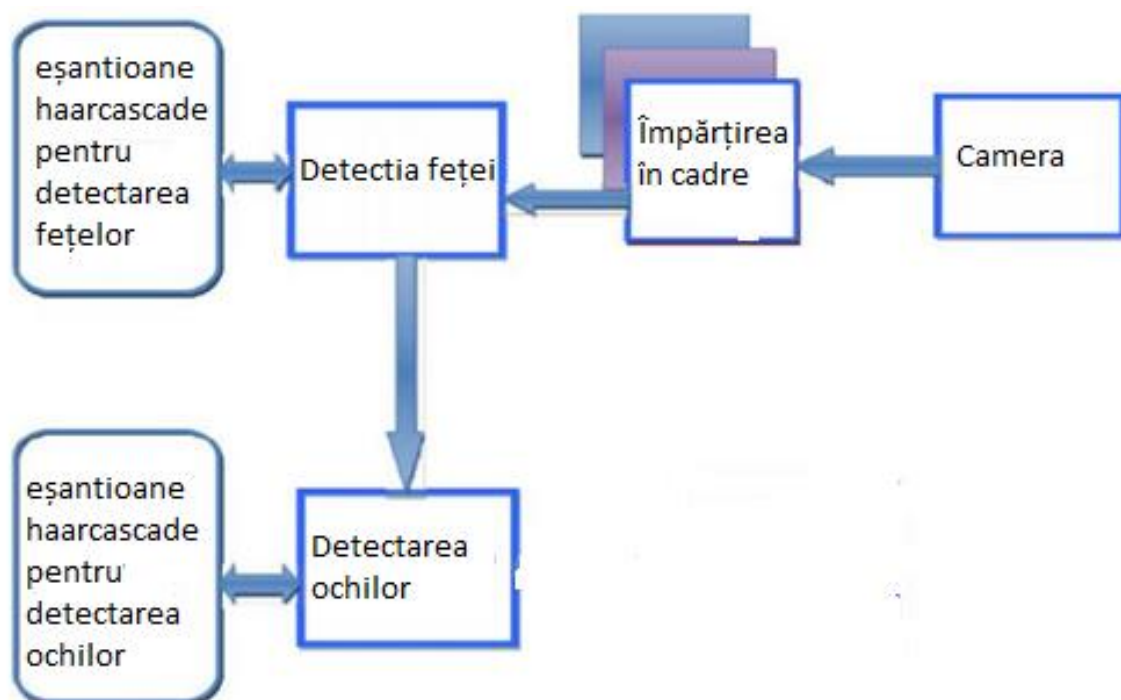 eșantioane
haarcascade
pentru
detectarea
fețelor
Detectia feței
Împărțirea
în cadre
Camera
eșantioane
haarcascade
pentru
detectarea
ochilor
Detectarea
ochilor